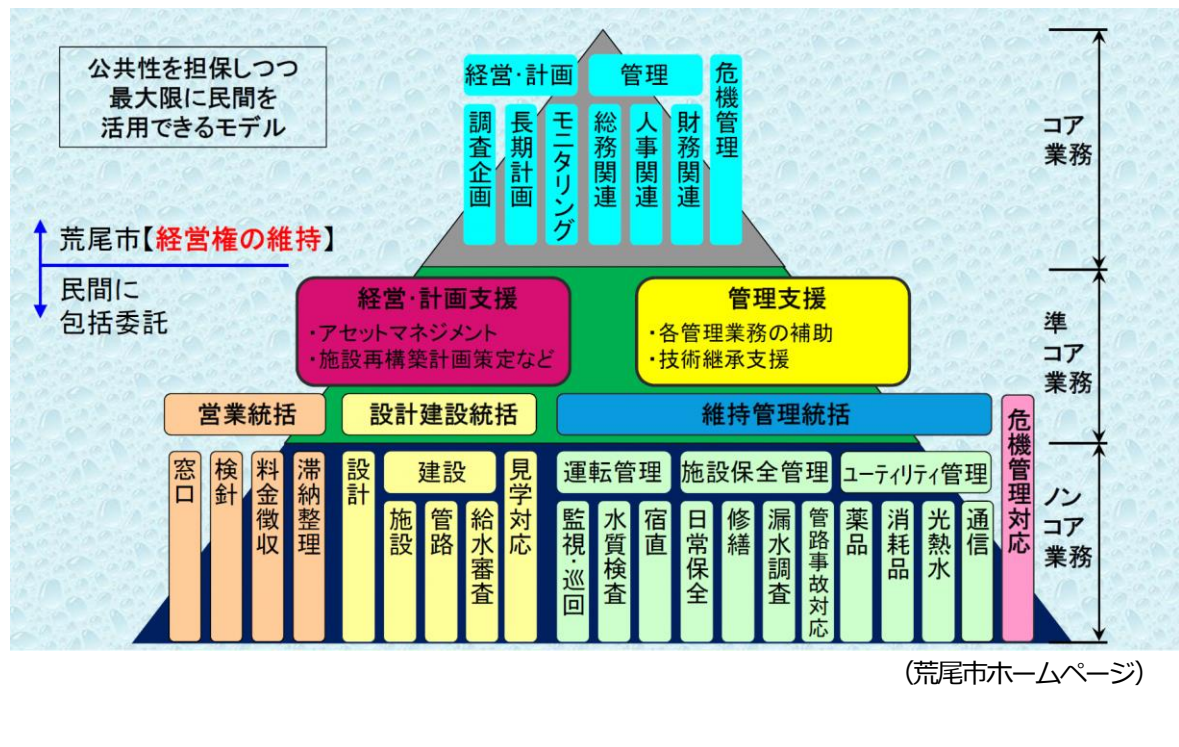 公共性を担保しつつ
最大限に民間を
活用できるモデル
経営・計画
管理
危機管理
調査企画
長期計画
モニタリング
総務関連
人事関連
財務関連
コア
業務
荒尾市【経営権の維持】
民間に
包括委託
経営・計画支援
・アセットマネジメント
・施設再構築計画策定など
管理支援
・各管理業務の補助
・技術継承支援
準
コア
業務
営業統括
設計建設統括
維持管理統括
危機管理対応
窓口
検針
料金徴収
滞納整理
設計
建設
施設
管路
給水審査
見学対応
運転管理
監視・巡回
水質検査
宿直
施設保全管理
日常保全
修繕
漏水調査
管路事故対応
ユーティリティ管理
薬品
消耗品
光熱水
通信
ノン
コア
業務
（荒尾市ホームページ）